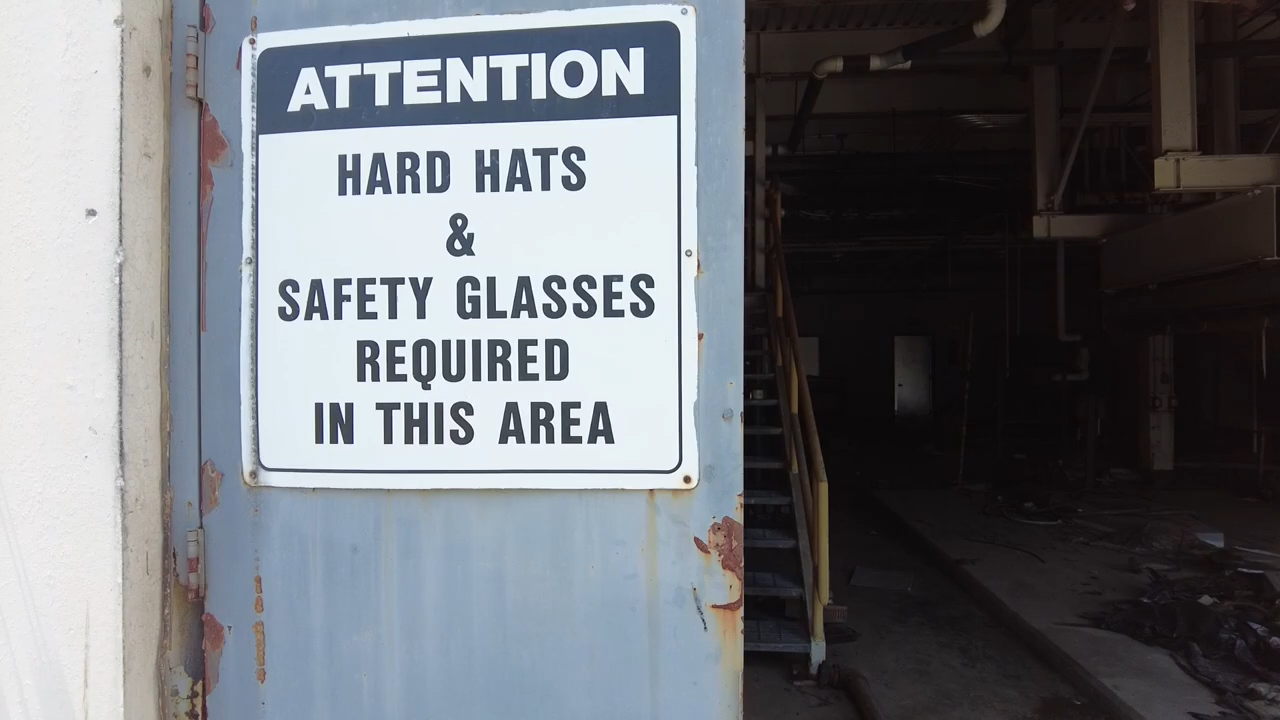 ATTENTION
HARD HATS
&
SAFETY GLASSES
REQUIRED
IN THIS AREA